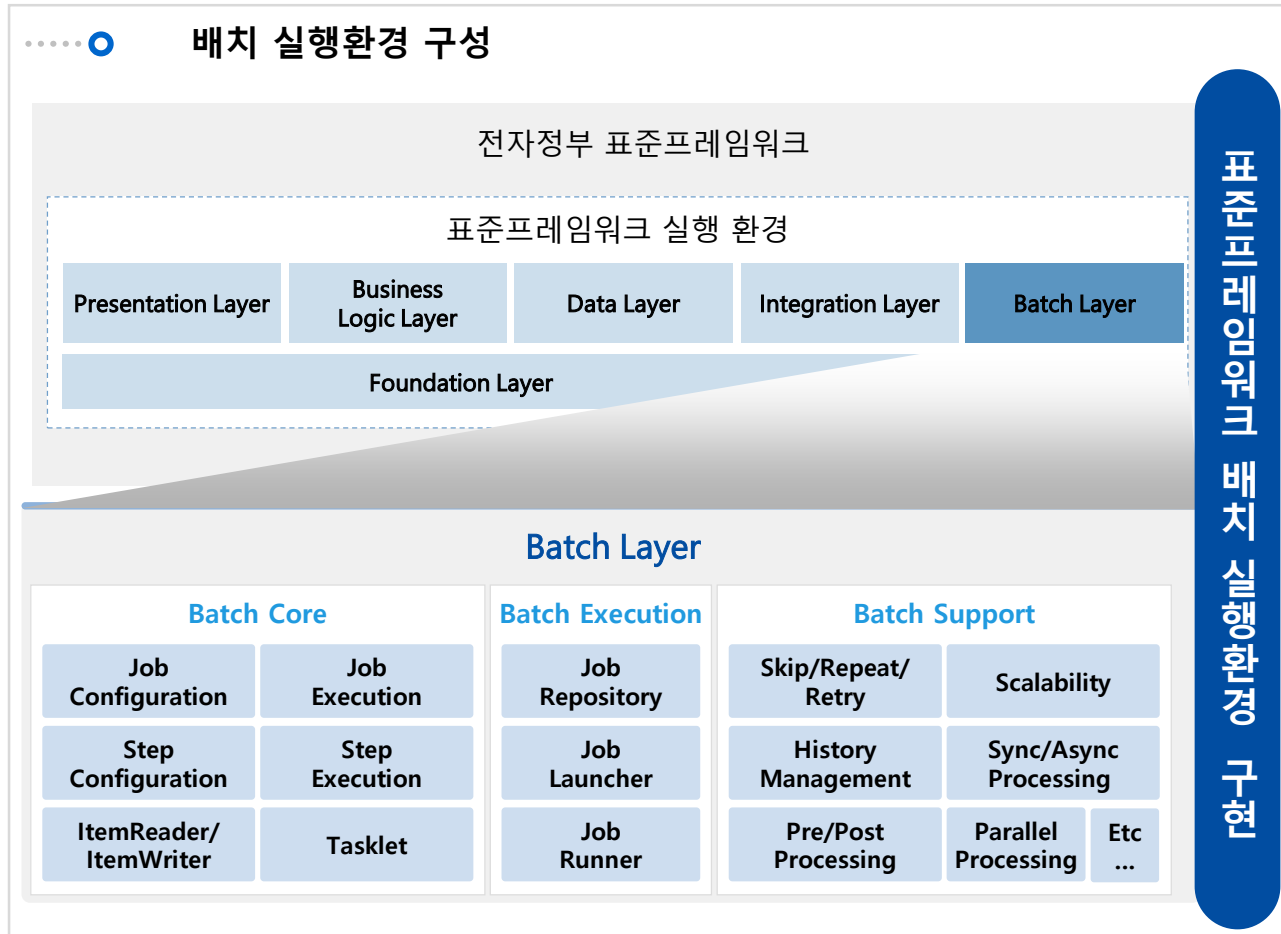 배치 실행환경 구성
전자정부 표준프레임워크
표준프레임워크 실행 환경
Presentation Layer
Business
Logic Layer
Data Layer
Integration Layer
Batch Layer
Foundation Layer
Batch Layer
Batch Core
Job
Configuration
Job
Execution
Step
Configuration
Step
Execution
ItemReader/
ItemWriter
Tasklet
Batch Execution
Job
Repository
Job
Launcher
Job
Runner
Batch Support
Skip/Repeat/
Retry
Scalability
History
Management
Sync/Async
Processing
Pre/Post
Processing
Parallel
Processing
Etc
...
표준프레임워크 배치 실행환경 구현